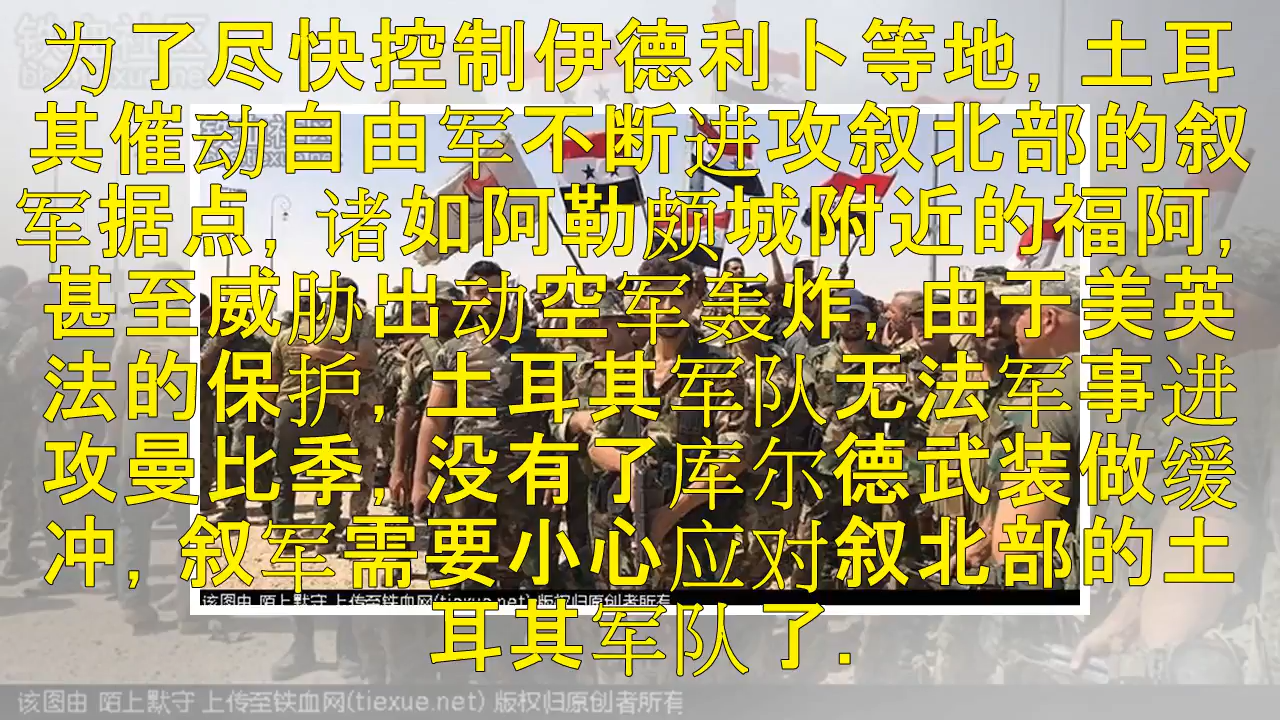 为了尽快控制伊德利卜等地, 土耳
其催动自由军不断进攻叙北部的叙
军据点, 诸如阿勒颇城附近的福阿,
甚至威胁出动空军轰炸, 由于美英
法的保护, 土耳其军队无法军事进
攻曼比季, 没有了库尔德武装做缓
冲, 叙军需要小心应对叙北部的土
耳其军队了.
该图由 陌上默守 上传至铁血网(tiexue.net) 版权归原创者所有
该图由 陌上默守 上传至铁血网(tiexue.net) 版权归原创者所有